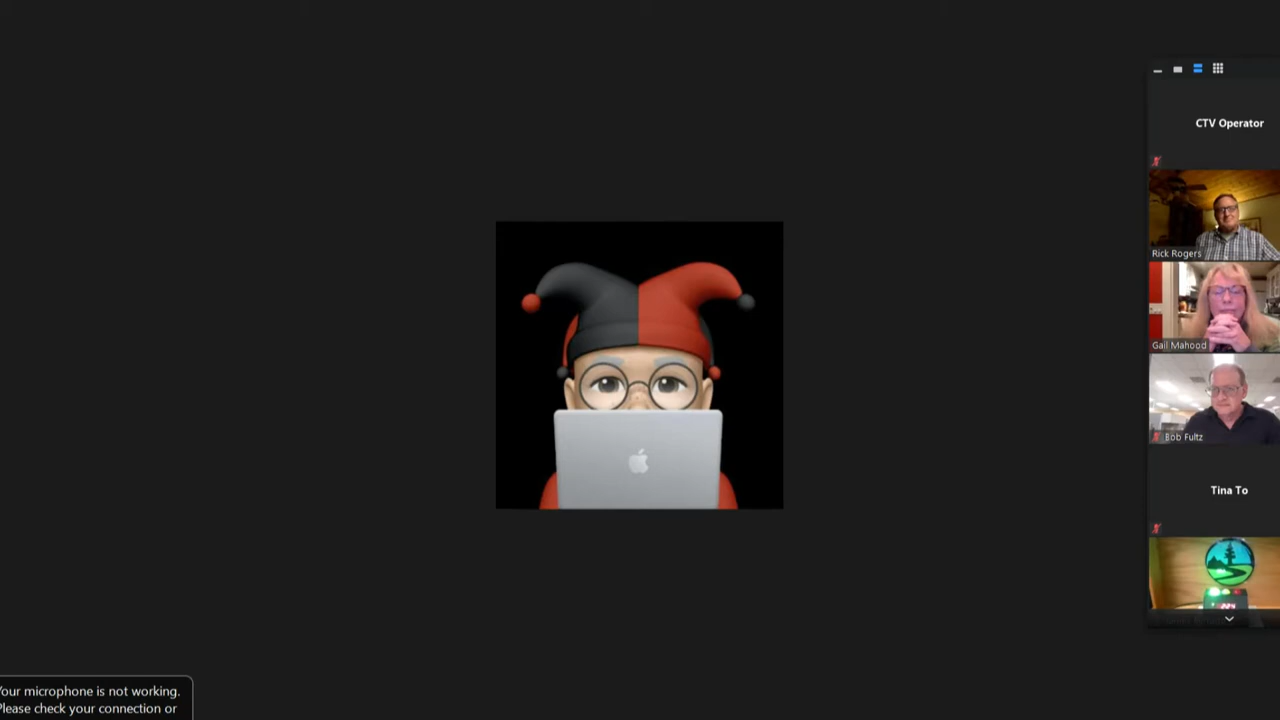 CTV Operator
Rick Rogers
Gail Mahood
Bob Fultz
Tina To
Your microphone is not working.
Please check your connection or